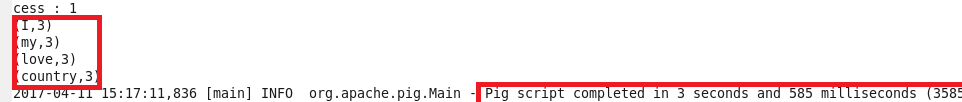 cess : 1
(I,3)
(my,3)
(love,3)
(country,3)
2017-04-11 15:17:11,836 [main] INFO  org.apache.pig.Main - Pig script completed in 3 seconds and 585 milliseconds (3585